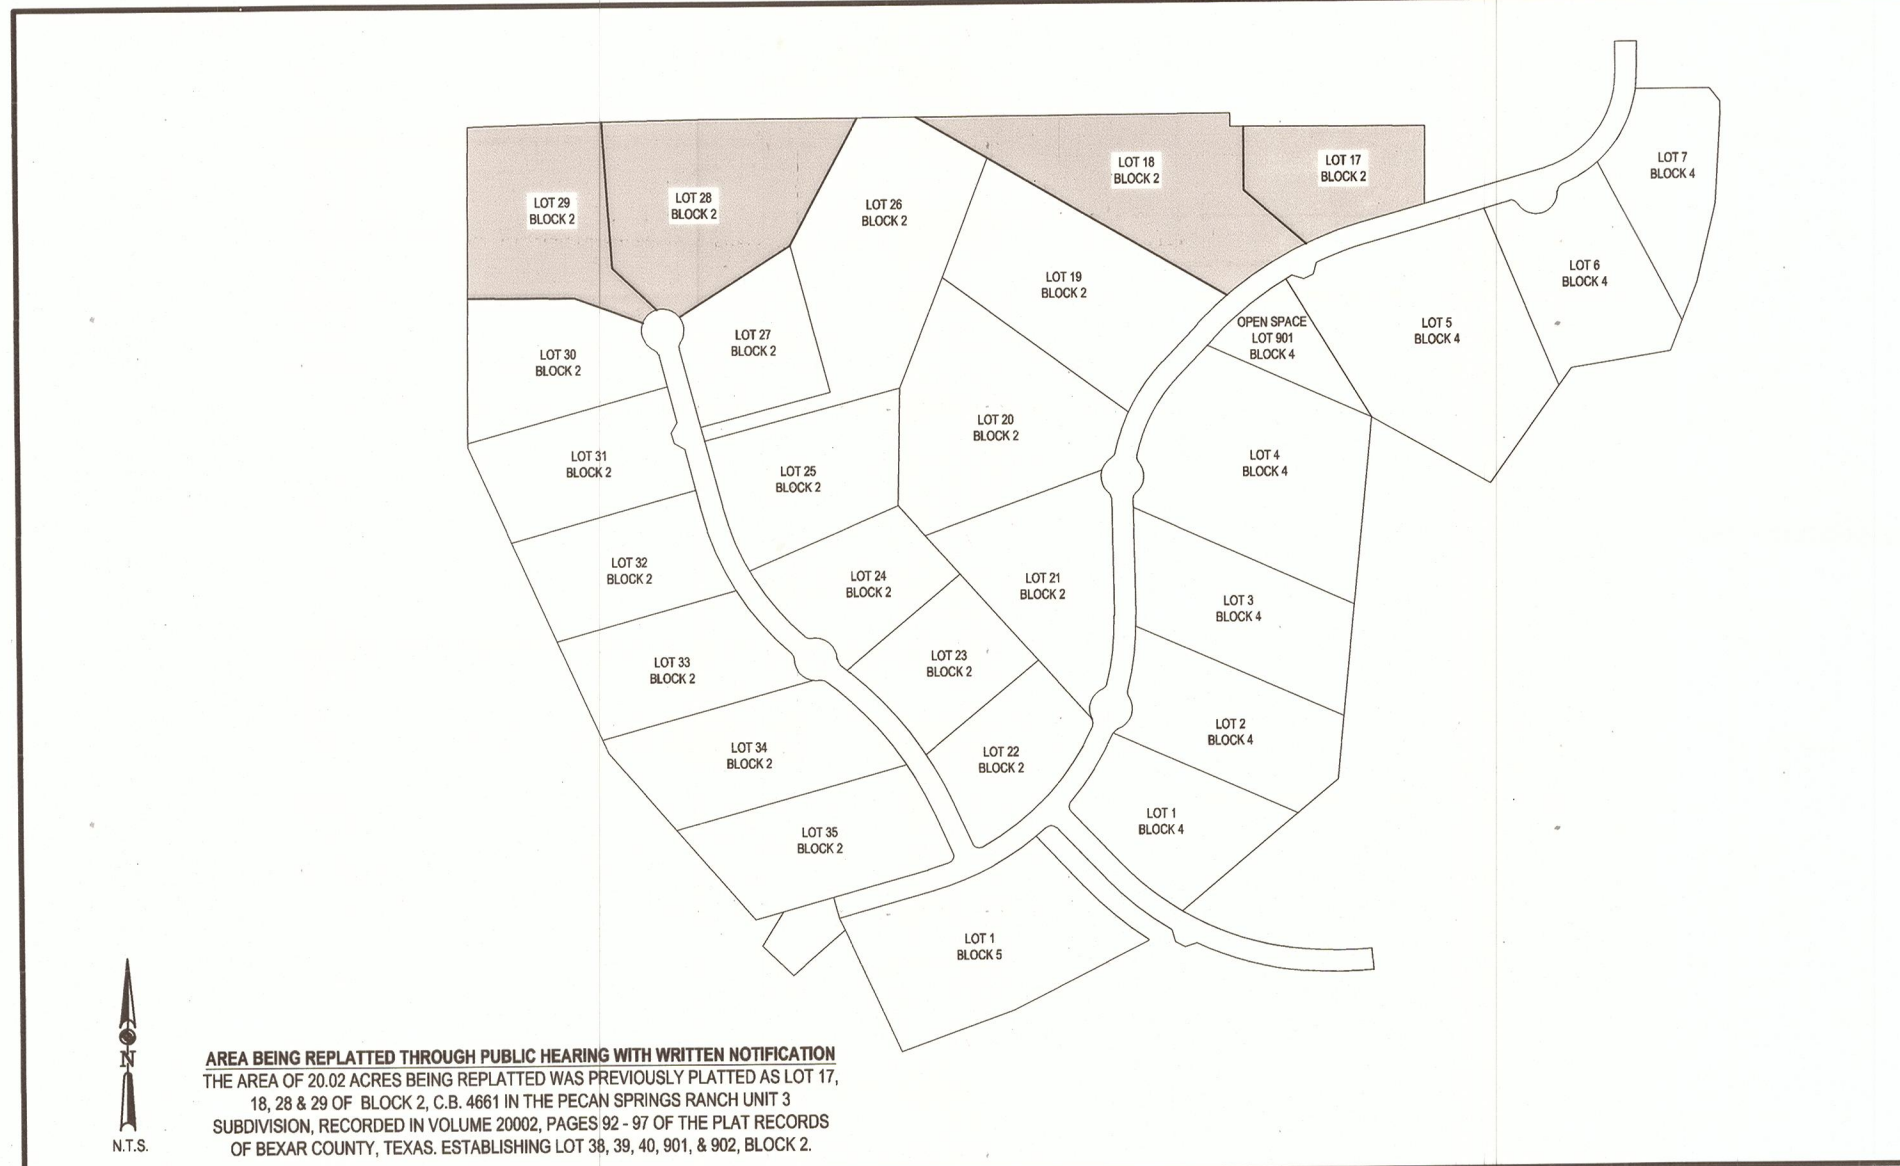 LOT 7
BLOCK 4
LOT 18
BLOCK 2
LOT 17
BLOCK 2
LOT 29
BLOCK 2
LOT 28
BLOCK 2
LOT 26
BLOCK 2
LOT 19
BLOCK 2
LOT 6
BLOCK 4
OPEN SPACE
LOT 901
BLOCK 4
LOT 5
BLOCK 4
LOT 30
BLOCK 2
LOT 27
BLOCK 2
LOT 20
BLOCK 2
LOT 31
BLOCK 2
LOT 25
BLOCK 2
LOT 4
BLOCK 4
LOT 32
BLOCK 2
LOT 24
BLOCK 2
LOT 21
BLOCK 2
LOT 3
BLOCK 4
LOT 33
BLOCK 2
LOT 23
BLOCK 2
LOT 34
BLOCK 2
LOT 22
BLOCK 2
LOT 2
BLOCK 4
LOT 35
BLOCK 2
LOT 1
BLOCK 4
LOT 1
BLOCK 5
N
N.T.S.
AREA BEING REPLATTED THROUGH PUBLIC HEARING WITH WRITTEN NOTIFICATION
THE AREA OF 20.02 ACRES BEING REPLATTED WAS PREVIOUSLY PLATTED AS LOT 17,
18, 28 & 29 OF BLOCK 2, C.B. 4661 IN THE PECAN SPRINGS RANCH UNIT 3
SUBDIVISION, RECORDED IN VOLUME 20002, PAGES 92 - 97 OF THE PLAT RECORDS
OF BEXAR COUNTY, TEXAS. ESTABLISHING LOT 38, 39, 40, 901, & 902, BLOCK 2.